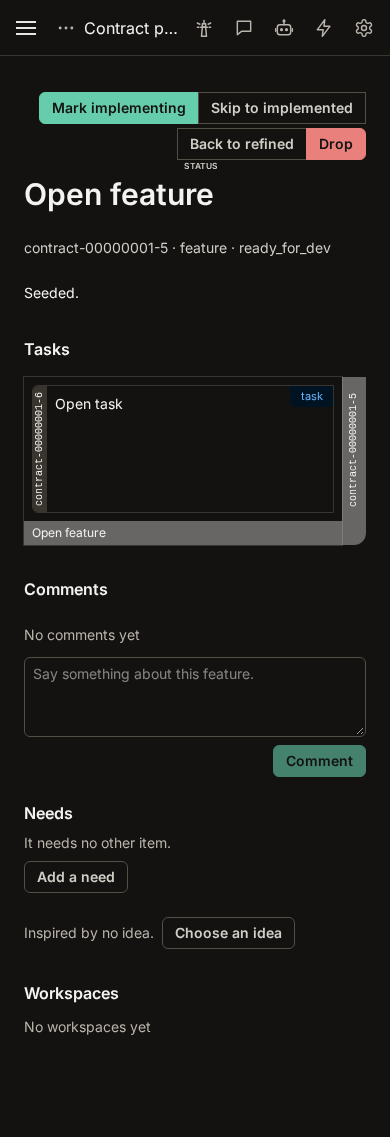 Contract p...
Mark implementing
Skip to implemented
Back to refined
Drop
STATUS
Open feature
contract-00000001-5 · feature · ready_for_dev
Seeded.
Tasks
contract-00000001-6
Open task
task
contract-00000001-5
Open feature
Comments
No comments yet
Say something about this feature.
Comment
Needs
It needs no other item.
Add a need
Inspired by no idea.
Choose an idea
Workspaces
No workspaces yet